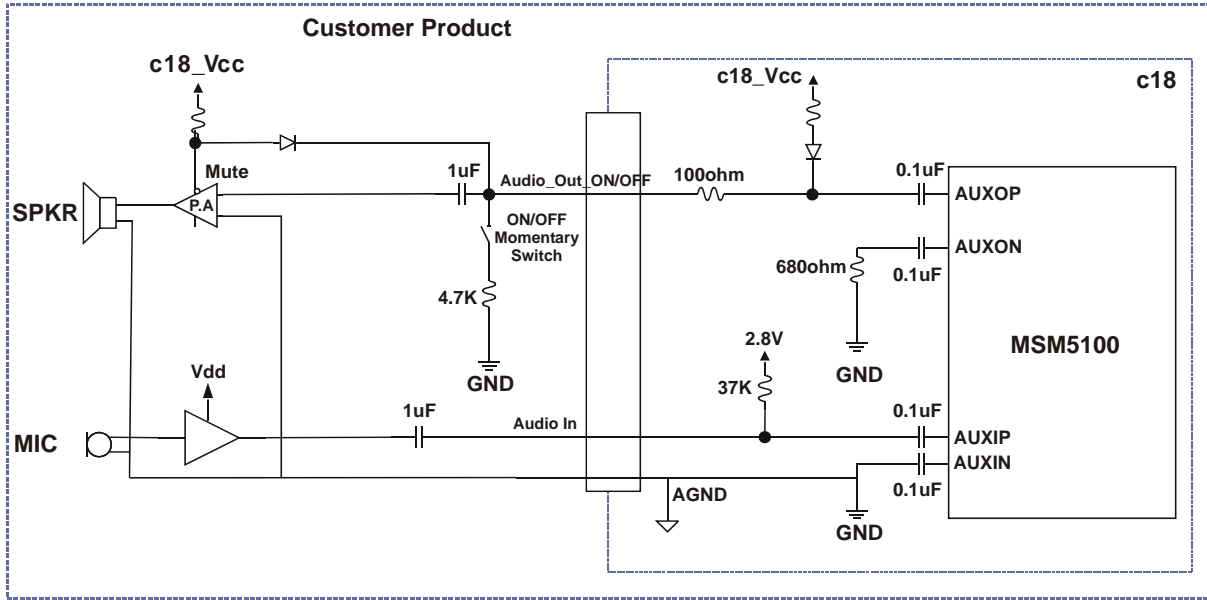 Customer Product
c18_Vcc
c18_Vcc
c18
Mute
1uF
Audio_Out_ON/OFF
100ohm
0.1uF
AUXOP
SPKR
P.A
ON/OFF
Momentary
Switch
AUXON
0.1uF
680ohm
4.7K
GND
GND
2.8V
37K
MSM5100
Vdd
MIC
1uF
Audio In
0.1uF
AUXIP
AUXIN
0.1uF
AGND
GND